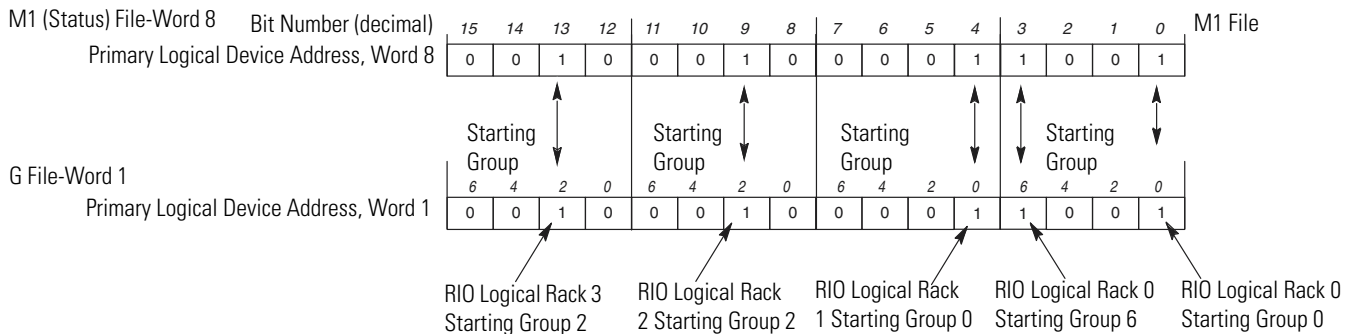 M1 (Status) File-Word 8 Bit Number (decimal) 15 14 13 12 11 10 9 8 7 6 5 4 3 2 1 0 M1 File
Primary Logical Device Address, Word 8 0 0 1 0 0 0 1 0 0 0 0 1 1 0 0 1
Starting Starting Starting Starting
Group Group Group Group
G File-Word 1
6 4 2 0 6 4 2 0 6 4 2 0 6 4 2 0
Primary Logical Device Address, Word 1 0 0 1 0 0 0 1 0 0 0 0 1 1 0 0 1
RIO Logical Rack 3 RIO Logical Rack RIO Logical Rack RIO Logical Rack 0 RIO Logical Rack 0
Starting Group 2 2 Starting Group 2 1 Starting Group 0 Starting Group 6 Starting Group 0